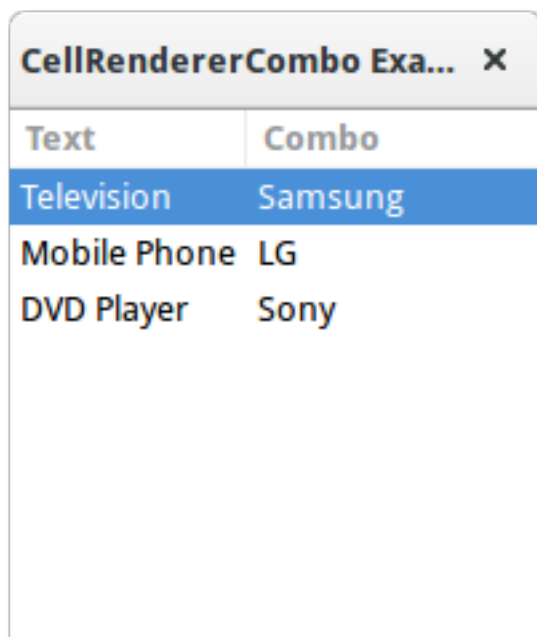 CellRendererCombo Exa...
Text Combo
Television Samsung
Mobile Phone LG
DVD Player Sony